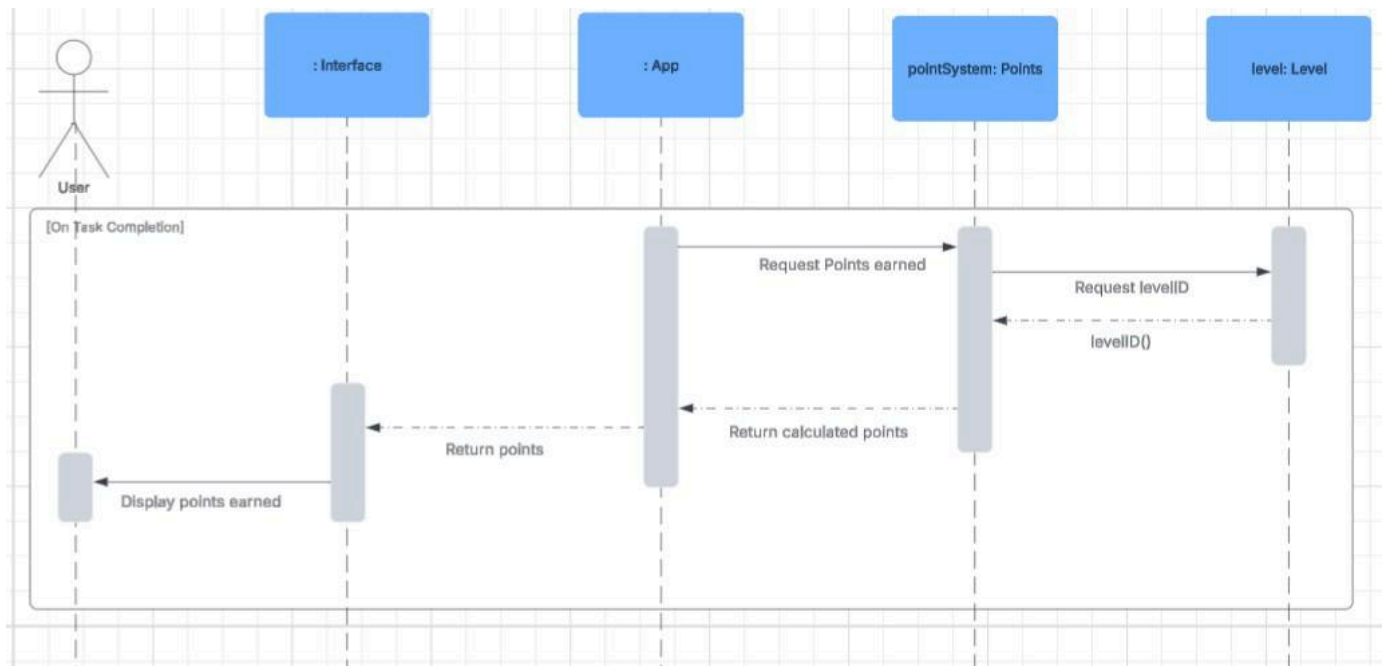 : Interface
: App
pointSystem: Points
level: Level
User
[On Task Completion]
Request Points earned
Request levelID
levelID()
Return calculated points
Return points
Display points earned